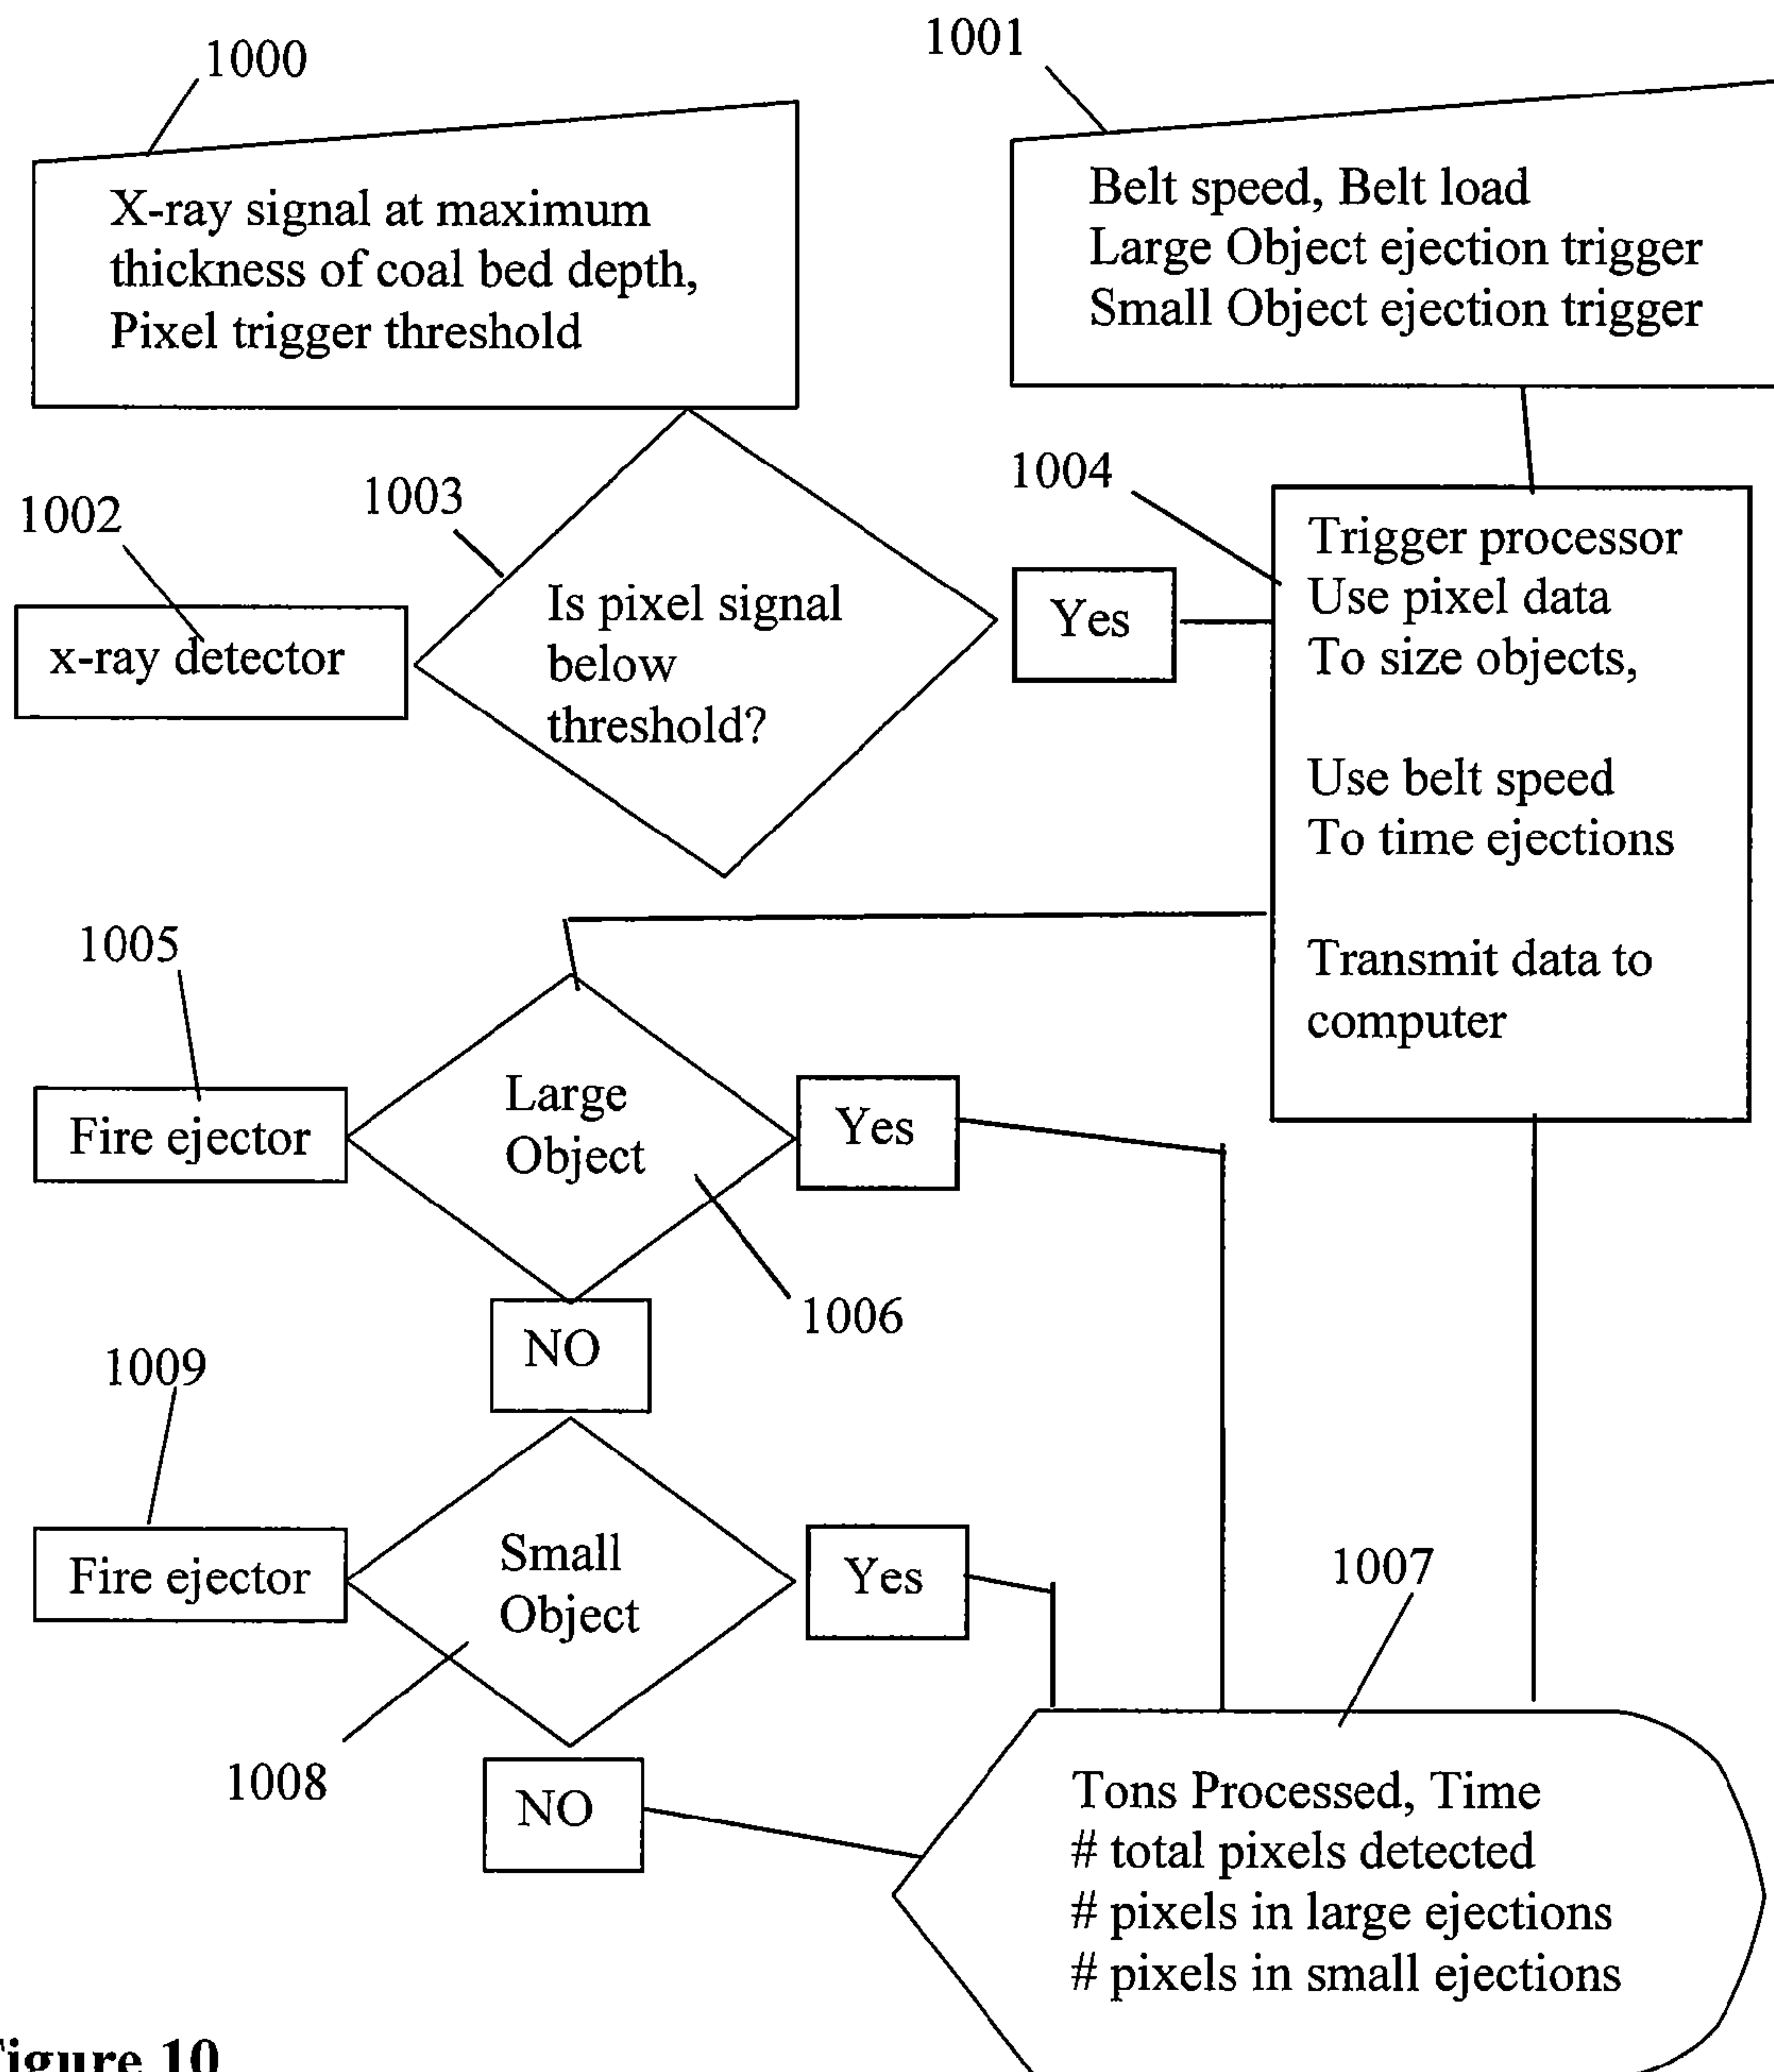 1000
1001
X-ray signal at maximum
thickness of coal bed depth,
Pixel trigger threshold
Belt speed, Belt load
Large Object ejection trigger
Small Object ejection trigger
1002
1003
1004
x-ray detector
Is pixel signal
below
threshold?
Yes
Trigger processor
Use pixel data
To size objects,
Use belt speed
To time ejections
Transmit data to
computer
1005
Fire ejector
Large
Object
Yes
1006
NO
1009
Fire ejector
Small
Object
Yes
1007
1008
NO
Tons Processed, Time
# total pixels detected
# pixels in large ejections
# pixels in small ejections
Figure 10